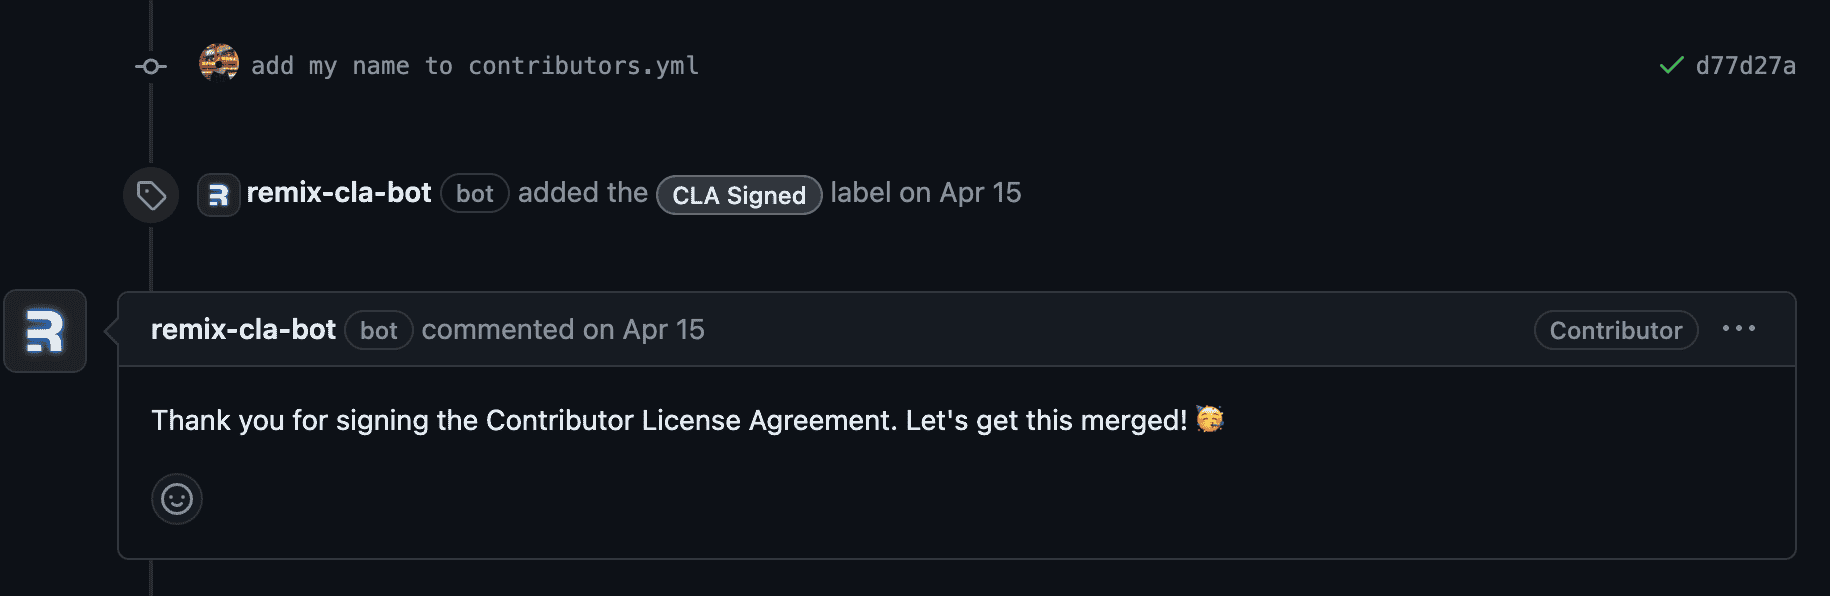 add my name to contributors.yml d77d27a
remix-cla-bot bot added the CLA Signed label on Apr 15
remix-cla-bot bot commented on Apr 15 Contributor
Thank you for signing the Contributor License Agreement. Let's get this merged! 🥳